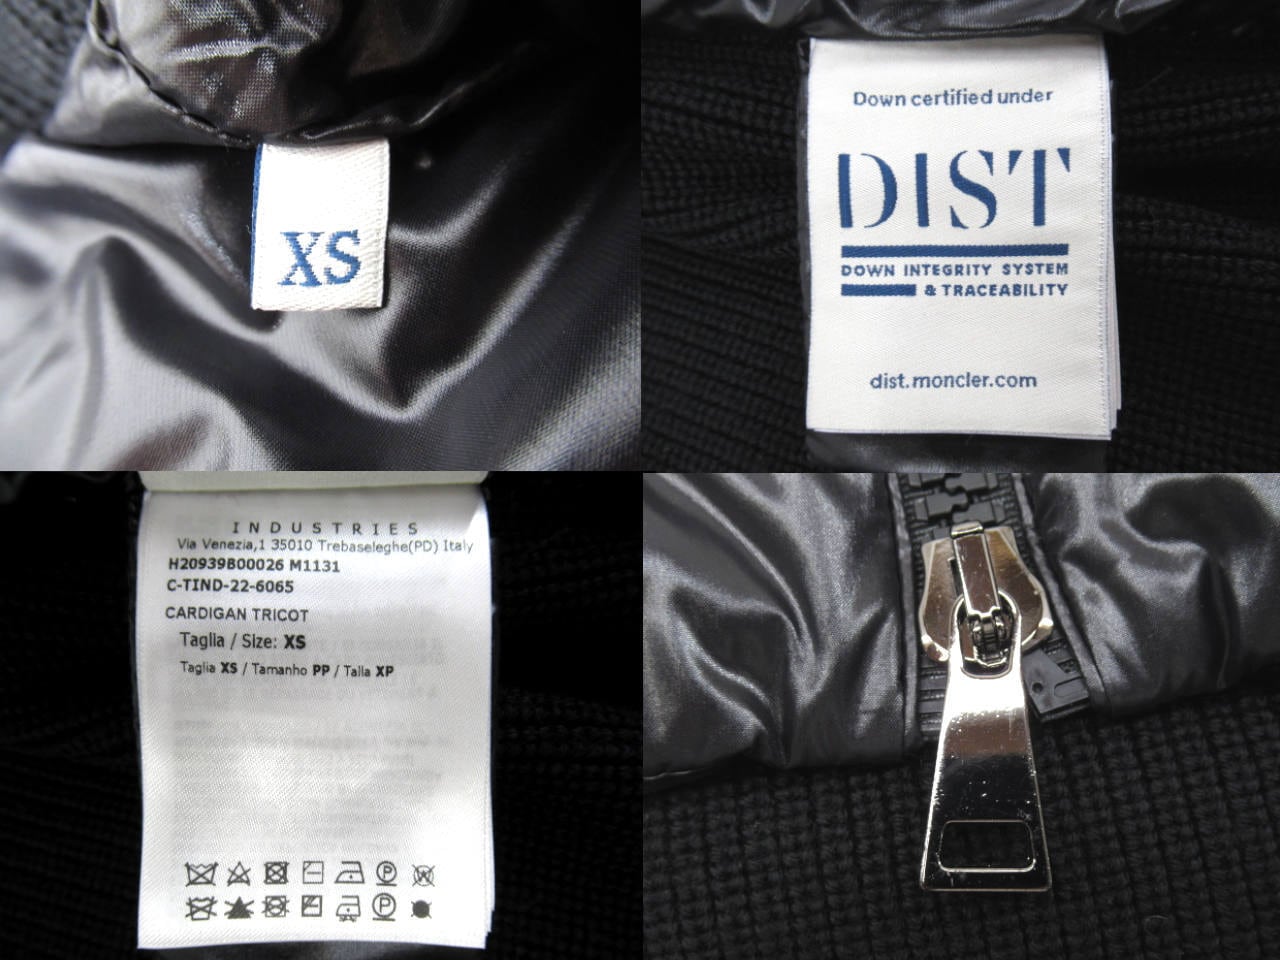 XS
Down certified under
DIST
DOWN INTEGRITY SYSTEM
& TRACEABILITY
dist.moncler.com
INDUSTRIES
Via Venezia,1 35010 Trebaseleghe(PD) Italy
H20939B00026 M1131
C-TIND-22-6065
CARDIGAN TRICOT
Taglia / Size: XS
Taglia XS / Tamanho PP / Talla XP